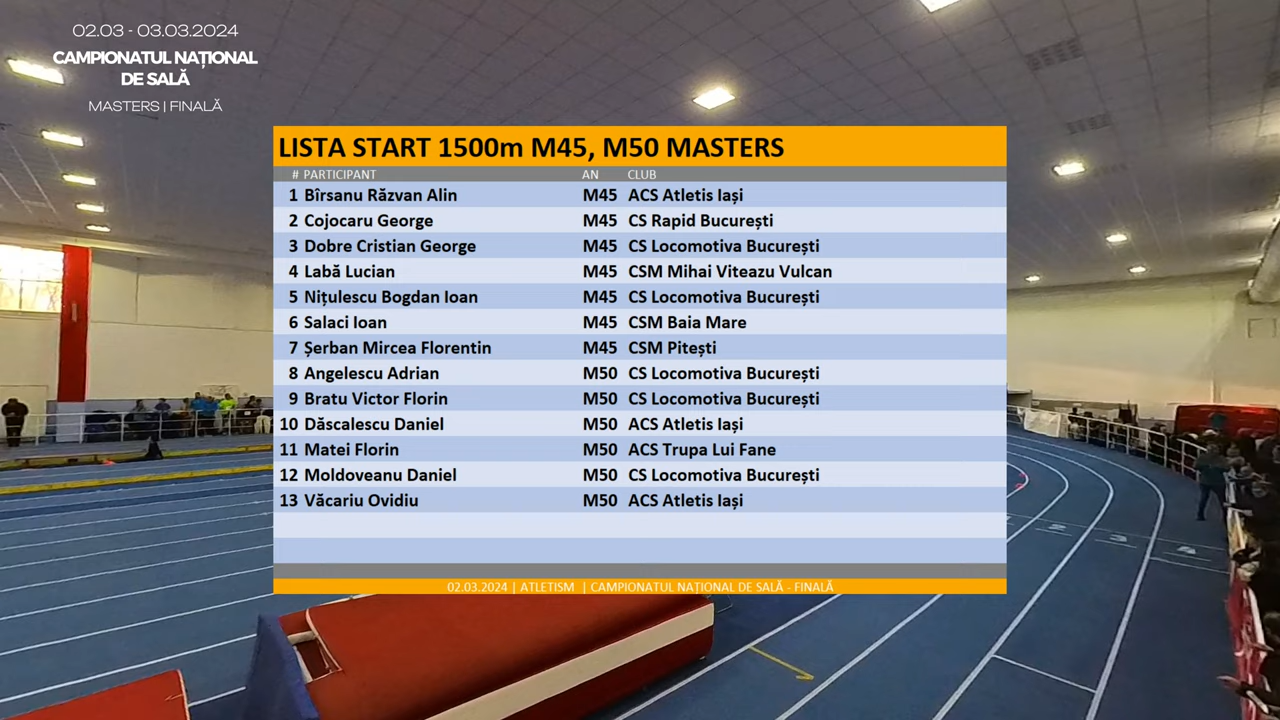 02.03 - 03.03.2024
CAMPIONATUL NAȚIONAL
DE SALĂ
MASTERS | FINALĂ
LISTA START 1500m M45, M50 MASTERS
# PARTICIPANT AN CLUB
1 Bîrsanu Răzvan Alin M45 ACS Atletis Iași
2 Cojocaru George M45 CS Rapid București
3 Dobre Cristian George M45 CS Locomotiva București
4 Labă Lucian M45 CSM Mihai Viteazu Vulcan
5 Nițulescu Bogdan Ioan M45 CS Locomotiva București
6 Salaci Ioan M45 CSM Baia Mare
7 Șerban Mircea Florentin M45 CSM Pitești
8 Angelescu Adrian M50 CS Locomotiva București
9 Bratu Victor Florin M50 CS Locomotiva București
10 Dăscalescu Daniel M50 ACS Atletis Iași
11 Matei Florin M50 ACS Trupa Lui Fane
12 Moldoveanu Daniel M50 CS Locomotiva București
13 Văcariu Ovidiu M50 ACS Atletis Iași
02.03.2024 | ATLETISM | CAMPIONATUL NAȚIONAL DE SALĂ - FINALĂ
2 3 4